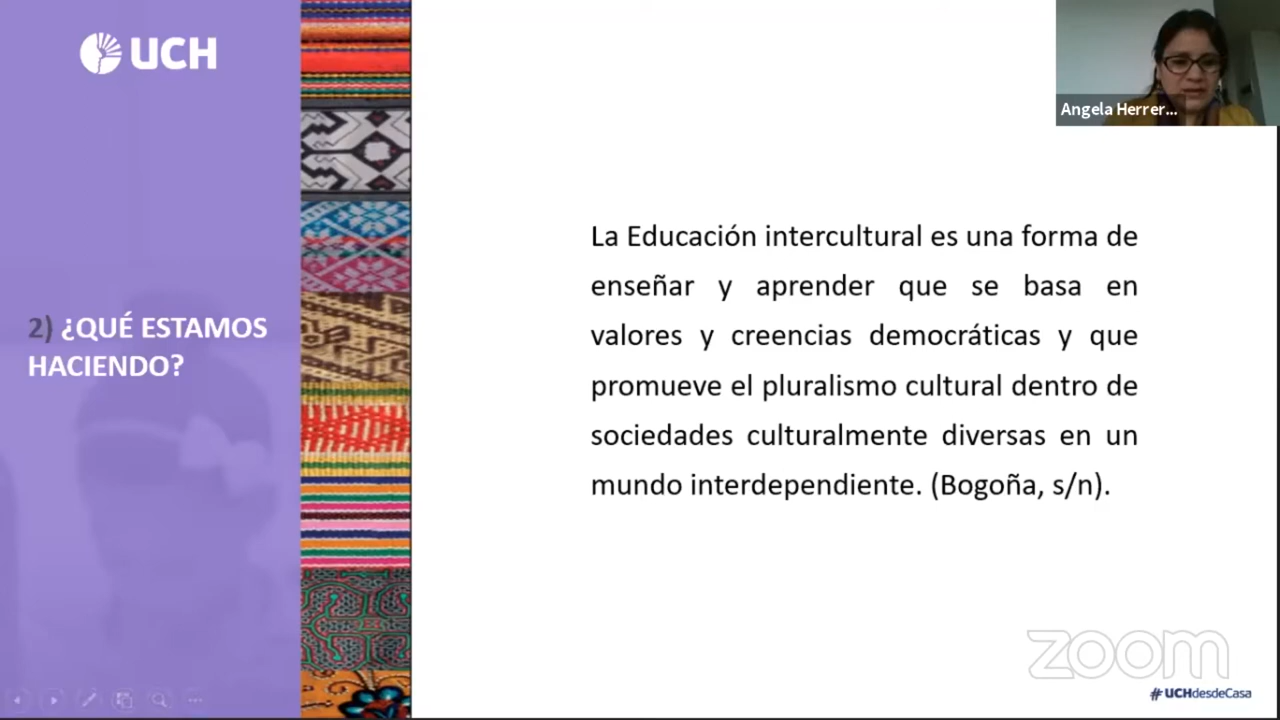 UCH
Angela Herrer...
2) ¿QUÉ ESTAMOS
HACIENDO?
La Educación intercultural es una forma de
enseñar y aprender que se basa en
valores y creencias democráticas y que
promueve el pluralismo cultural dentro de
sociedades culturalmente diversas en un
mundo interdependiente. (Bogoña, s/n).
zoom
#UCHdesdeCasa